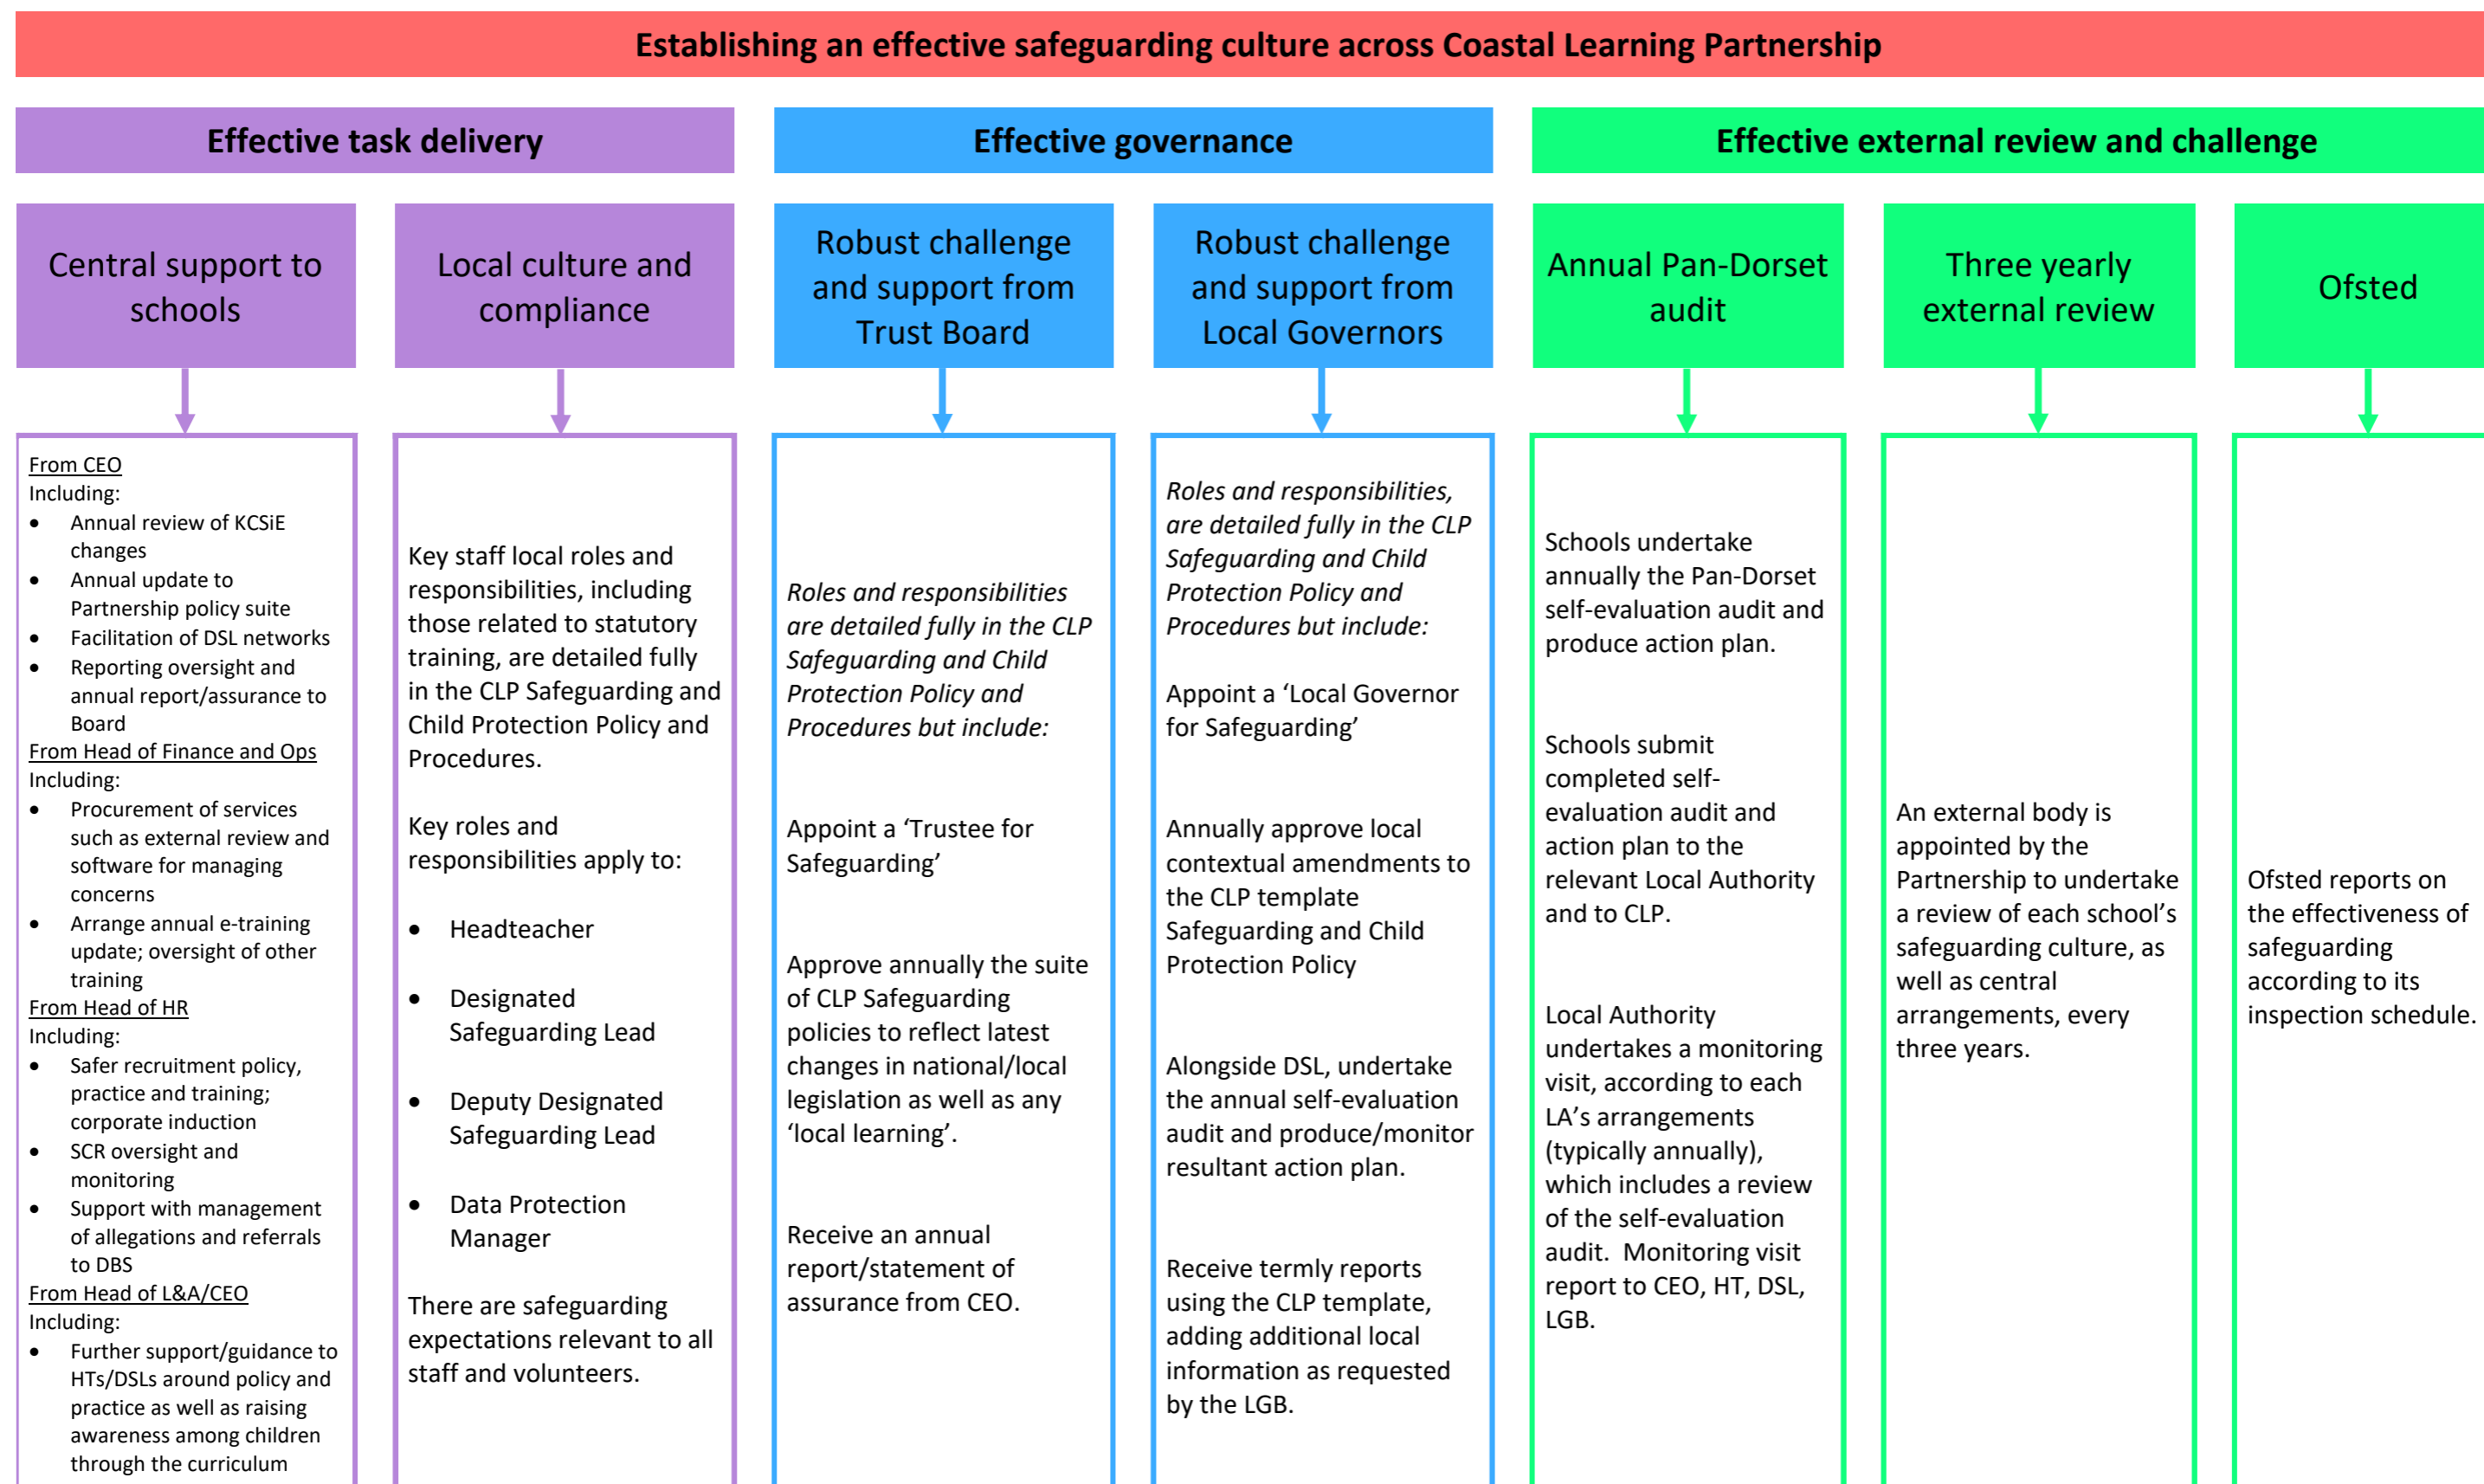 Establishing an effective safeguarding culture across Coastal Learning Partnership
Effective task delivery
Effective governance
Effective external review and challenge
Central support to
schools
Local culture and
compliance
Robust challenge
and support from
Trust Board
Robust challenge
and support from
Local Governors
Annual Pan-Dorset
audit
Three yearly
external review
Ofsted
From CEO
Including:
• Annual review of KCSiE
changes
• Annual update to
Partnership policy suite
• Facilitation of DSL networks
• Reporting oversight and
annual report/assurance to
Board
From Head of Finance and Ops
Including:
• Procurement of services
such as external review and
software for managing
concerns
• Arrange annual e-training
update; oversight of other
training
From Head of HR
Including:
• Safer recruitment policy,
practice and training;
corporate induction
• SCR oversight and
monitoring
• Support with management
of allegations and referrals
to DBS
From Head of L&A/CEO
Including:
• Further support/guidance to
HTs/DSLs around policy and
practice as well as raising
awareness among children
through the curriculum
Key staff local roles and
responsibilities, including
those related to statutory
training, are detailed fully
in the CLP Safeguarding and
Child Protection Policy and
Procedures.
Key roles and
responsibilities apply to:
• Headteacher
• Designated
Safeguarding Lead
• Deputy Designated
Safeguarding Lead
• Data Protection
Manager
There are safeguarding
expectations relevant to all
staff and volunteers.
Roles and responsibilities
are detailed fully in the CLP
Safeguarding and Child
Protection Policy and
Procedures but include:
Appoint a ‘Trustee for
Safeguarding’
Approve annually the suite
of CLP Safeguarding
policies to reflect latest
changes in national/local
legislation as well as any
‘local learning’.
Receive an annual
report/statement of
assurance from CEO.
Roles and responsibilities,
are detailed fully in the CLP
Safeguarding and Child
Protection Policy and
Procedures but include:
Appoint a ‘Local Governor
for Safeguarding’
Annually approve local
contextual amendments to
the CLP template
Safeguarding and Child
Protection Policy
Alongside DSL, undertake
the annual self-evaluation
audit and produce/monitor
resultant action plan.
Receive termly reports
using the CLP template,
adding additional local
information as requested
by the LGB.
Schools undertake
annually the Pan-Dorset
self-evaluation audit and
produce action plan.
Schools submit
completed self-
evaluation audit and
action plan to the
relevant Local Authority
and to CLP.
Local Authority
undertakes a monitoring
visit, according to each
LA’s arrangements
(typically annually),
which includes a review
of the self-evaluation
audit.  Monitoring visit
report to CEO, HT, DSL,
LGB.
An external body is
appointed by the
Partnership to undertake
a review of each school’s
safeguarding culture, as
well as central
arrangements, every
three years.
Ofsted reports on
the effectiveness of
safeguarding
according to its
inspection schedule.